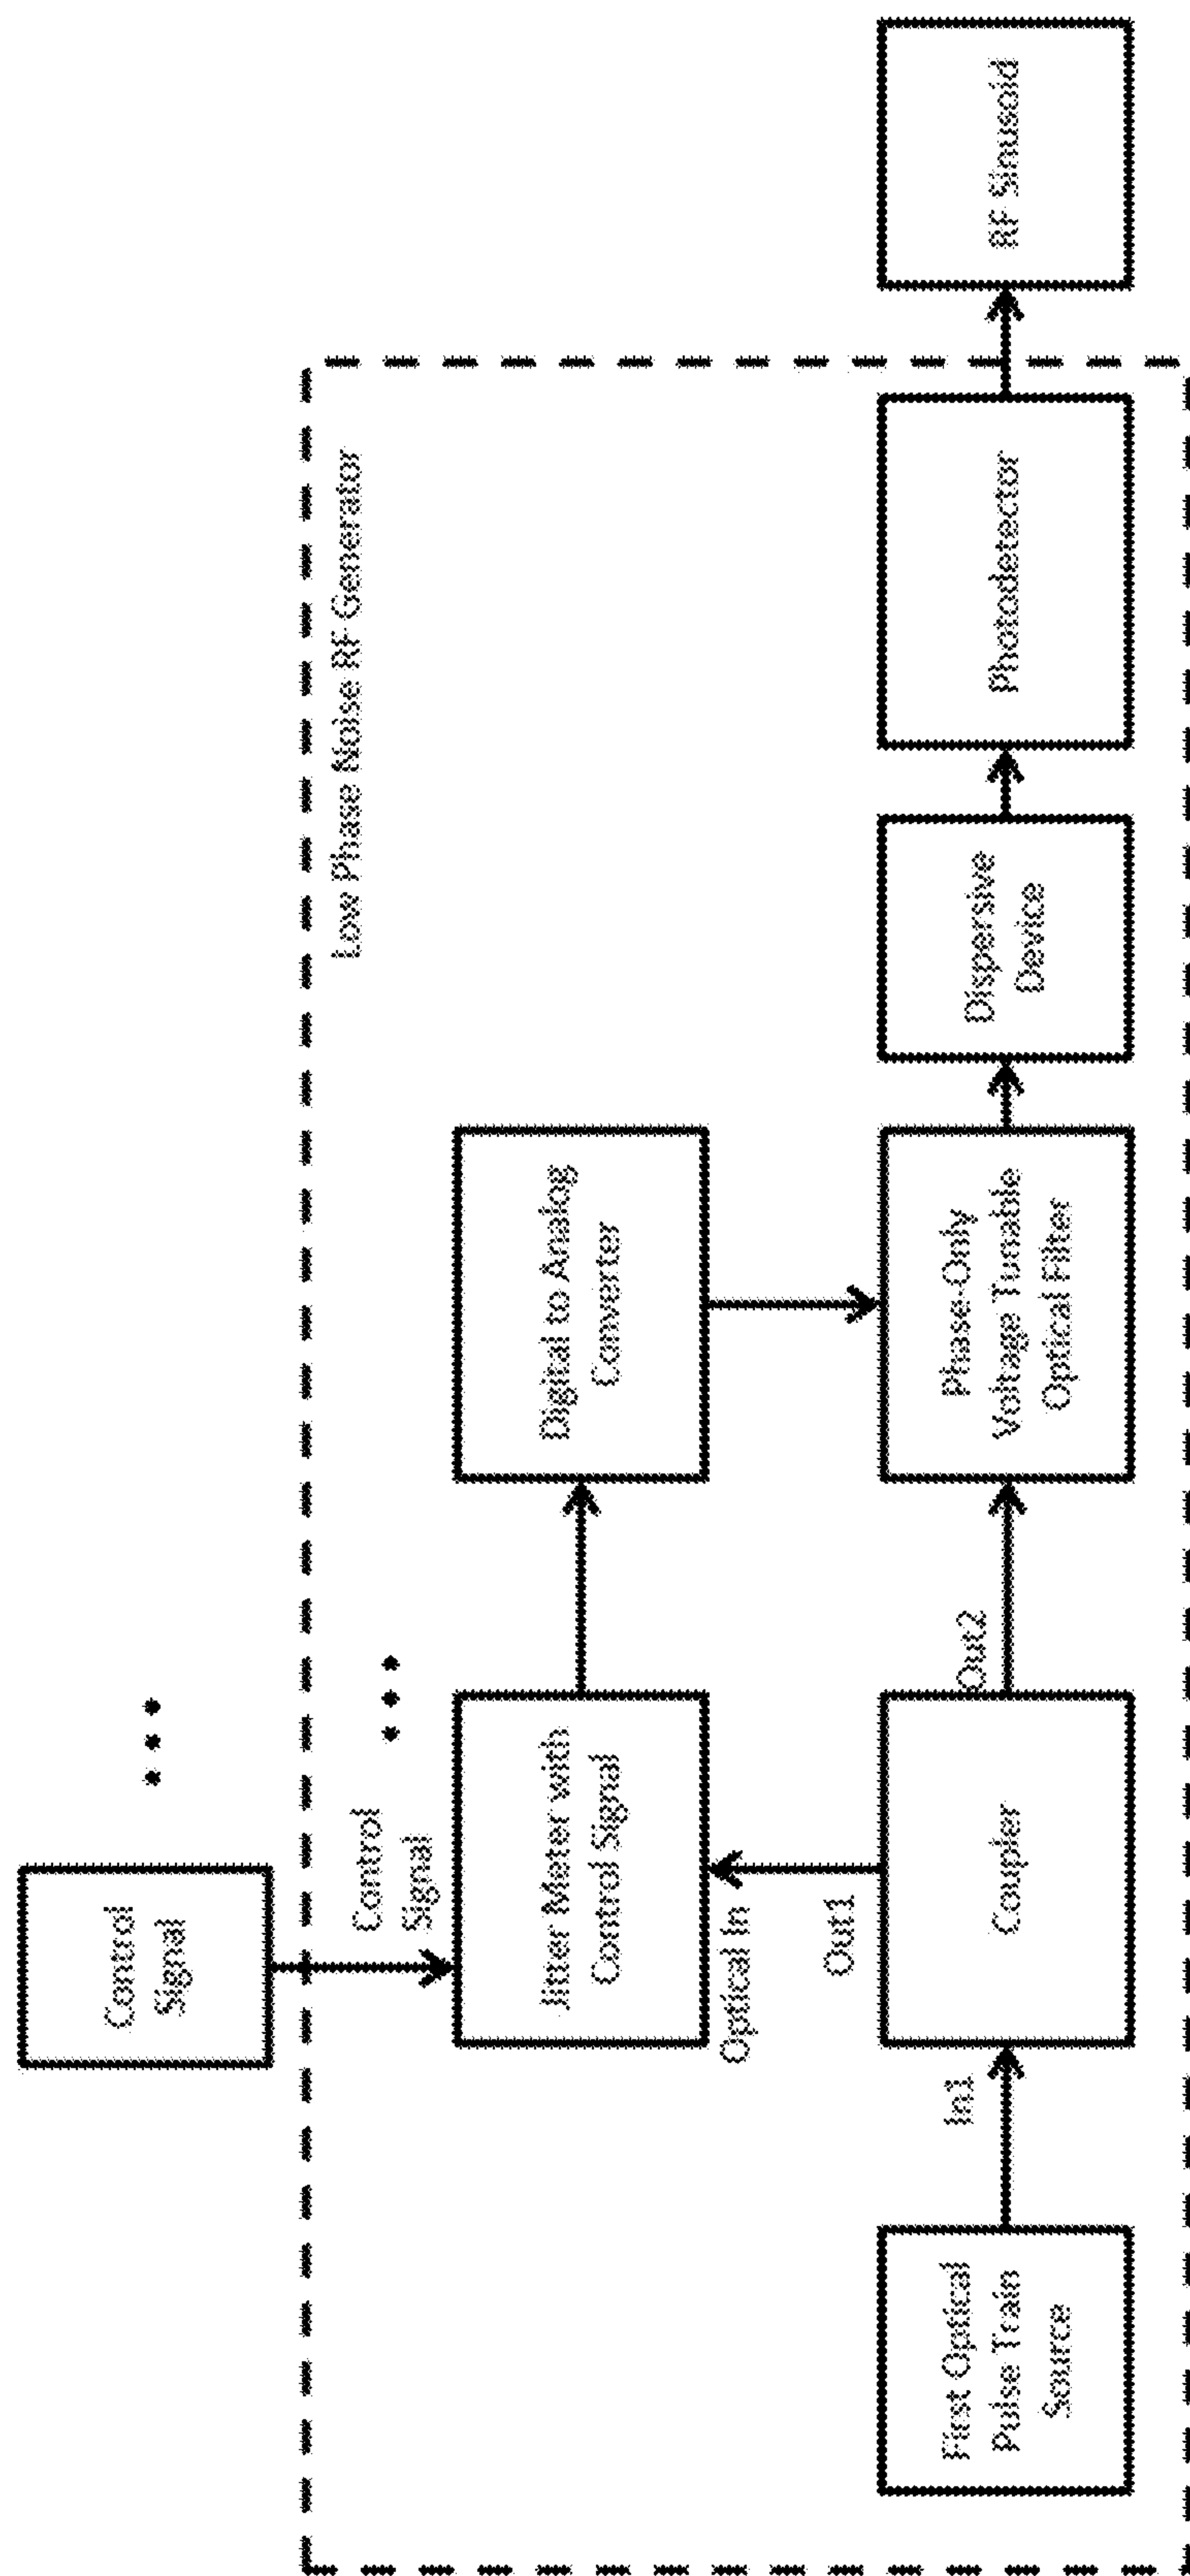 Control
Signal
Low Phase Noise RF Generator
Control
Signal
Jitter Meter with
Control Signal
Digital to Analog
Converter
Optical In
Out1
In1
Out2
First Optical
Pulse Train
Source
Coupler
Phase-Only
Voltage Tunable
Optical Filter
Dispersive
Device
Photodetector
RF Sinusoid